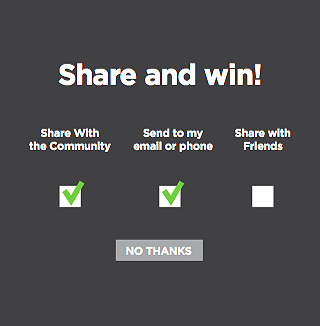 Share and win!
Share With
the Community
Send to my
email or phone
Share with
Friends
NO THANKS